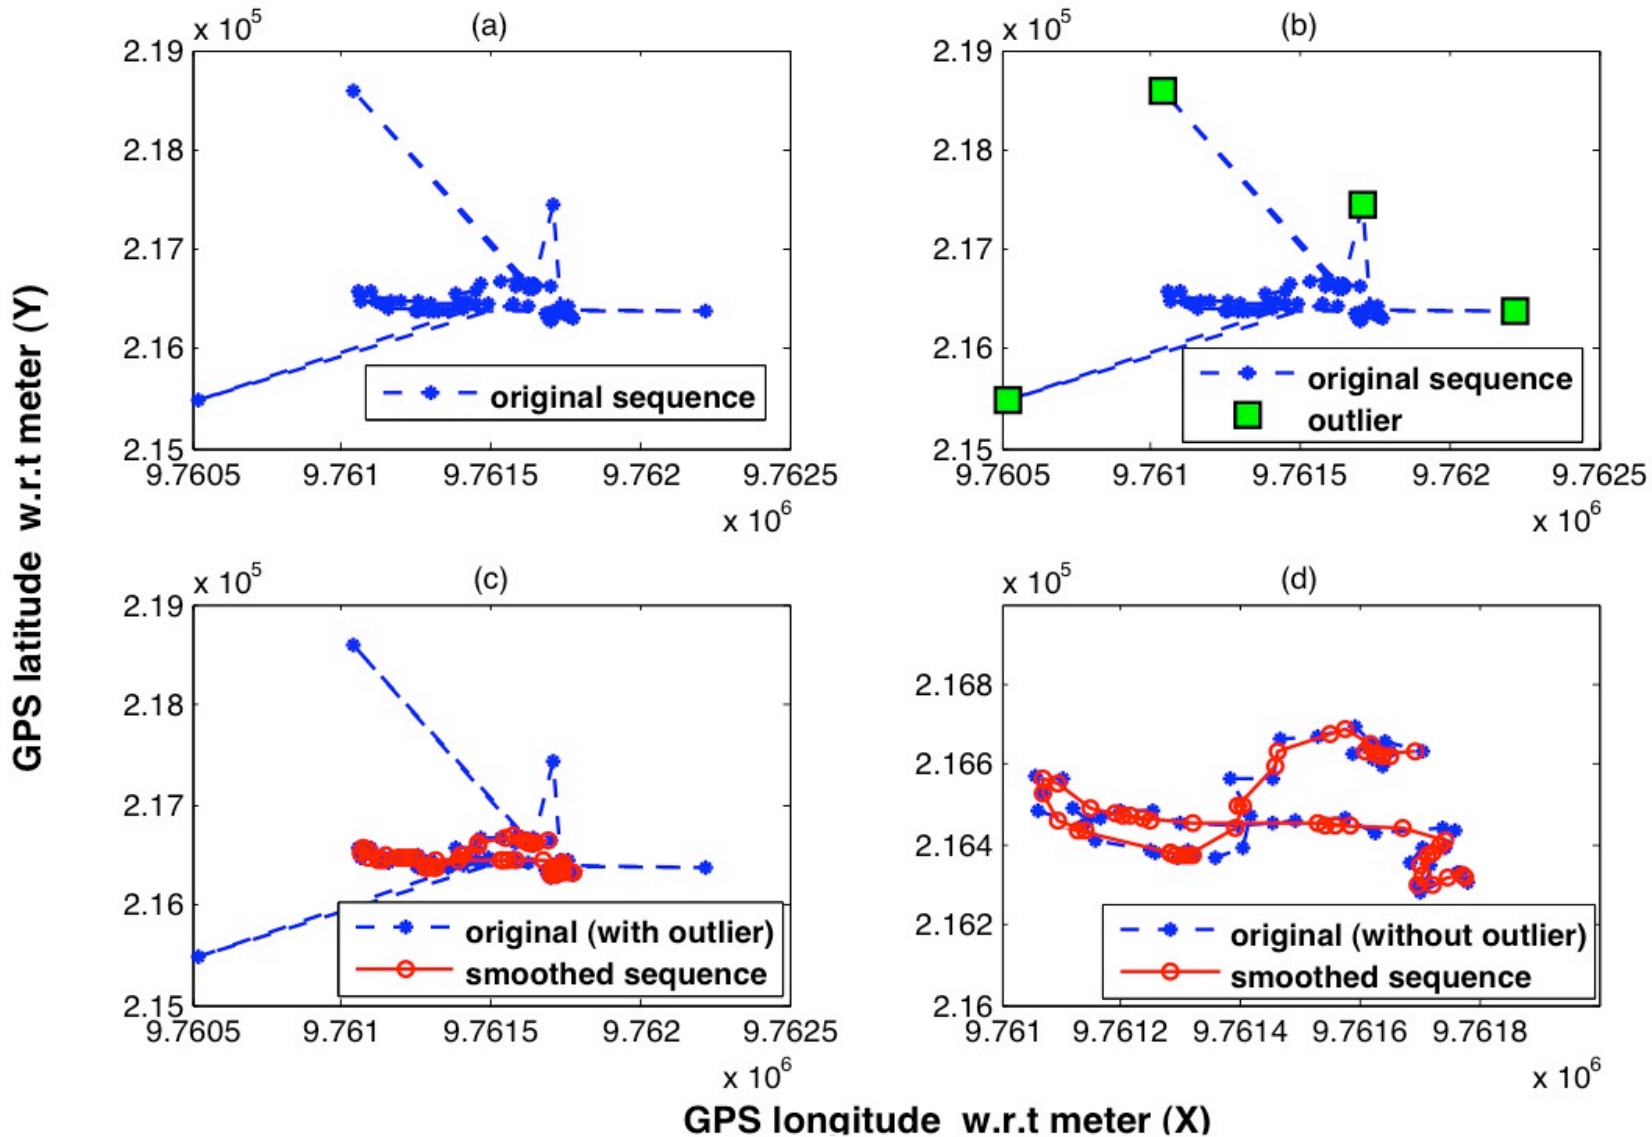 GPS latitude w.r.t meter (Y)
(a)
x 10^5
2.19
2.18
2.17
2.16
2.15
9.7605 9.761 9.7615 9.762 9.7625
x 10^6
original sequence
(b)
x 10^5
2.19
2.18
2.17
2.16
2.15
9.7605 9.761 9.7615 9.762 9.7625
x 10^6
original sequence
outlier
(c)
x 10^5
2.19
2.18
2.17
2.16
2.15
9.7605 9.761 9.7615 9.762 9.7625
x 10^6
original (with outlier)
smoothed sequence
(d)
x 10^5
2.168
2.166
2.164
2.162
2.16
9.761 9.7612 9.7614 9.7616 9.7618
x 10^6
original (without outlier)
smoothed sequence
GPS longitude w.r.t meter (X)